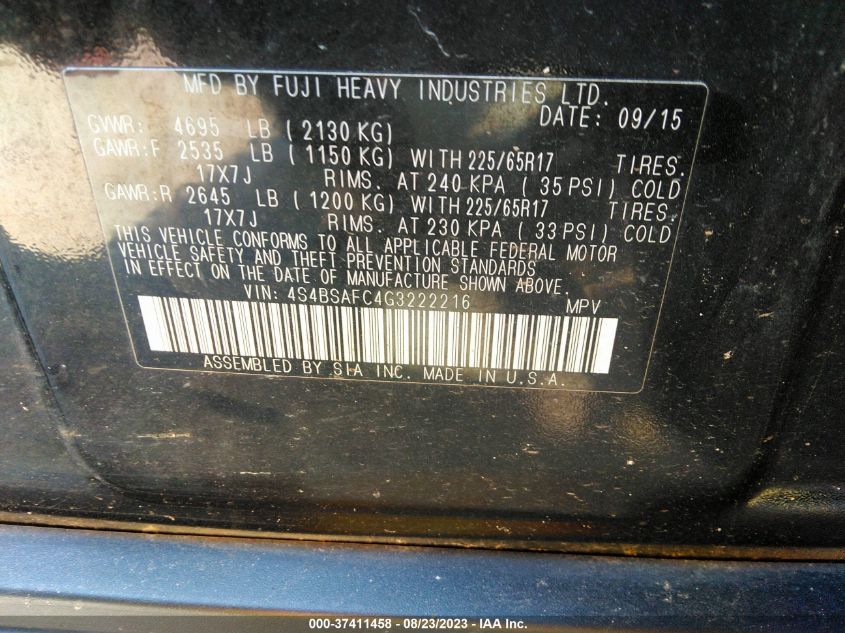 MFD BY FUJI HEAVY INDUSTRIES LTD.
DATE: 09/15
GVWR: 4695 LB ( 2130 KG)
GAWR:F 2535 LB ( 1150 KG) WITH 225/65R17 TIRES.
17X7J RIMS. AT 240 KPA ( 35 PSI) COLD
GAWR:R 2645 LB ( 1200 KG) WITH 225/65R17 TIRES.
17X7J RIMS. AT 230 KPA ( 33 PSI) COLD
THIS VEHICLE CONFORMS TO ALL APPLICABLE FEDERAL MOTOR
VEHICLE SAFETY AND THEFT PREVENTION STANDARDS
IN EFFECT ON THE DATE OF MANUFACTURE SHOWN ABOVE.
VIN: 4S4BSAFC4G3222216 MPV
ASSEMBLED BY SIA INC. MADE IN U.S.A.
000-37411458 - 08/23/2023 - IAA Inc.